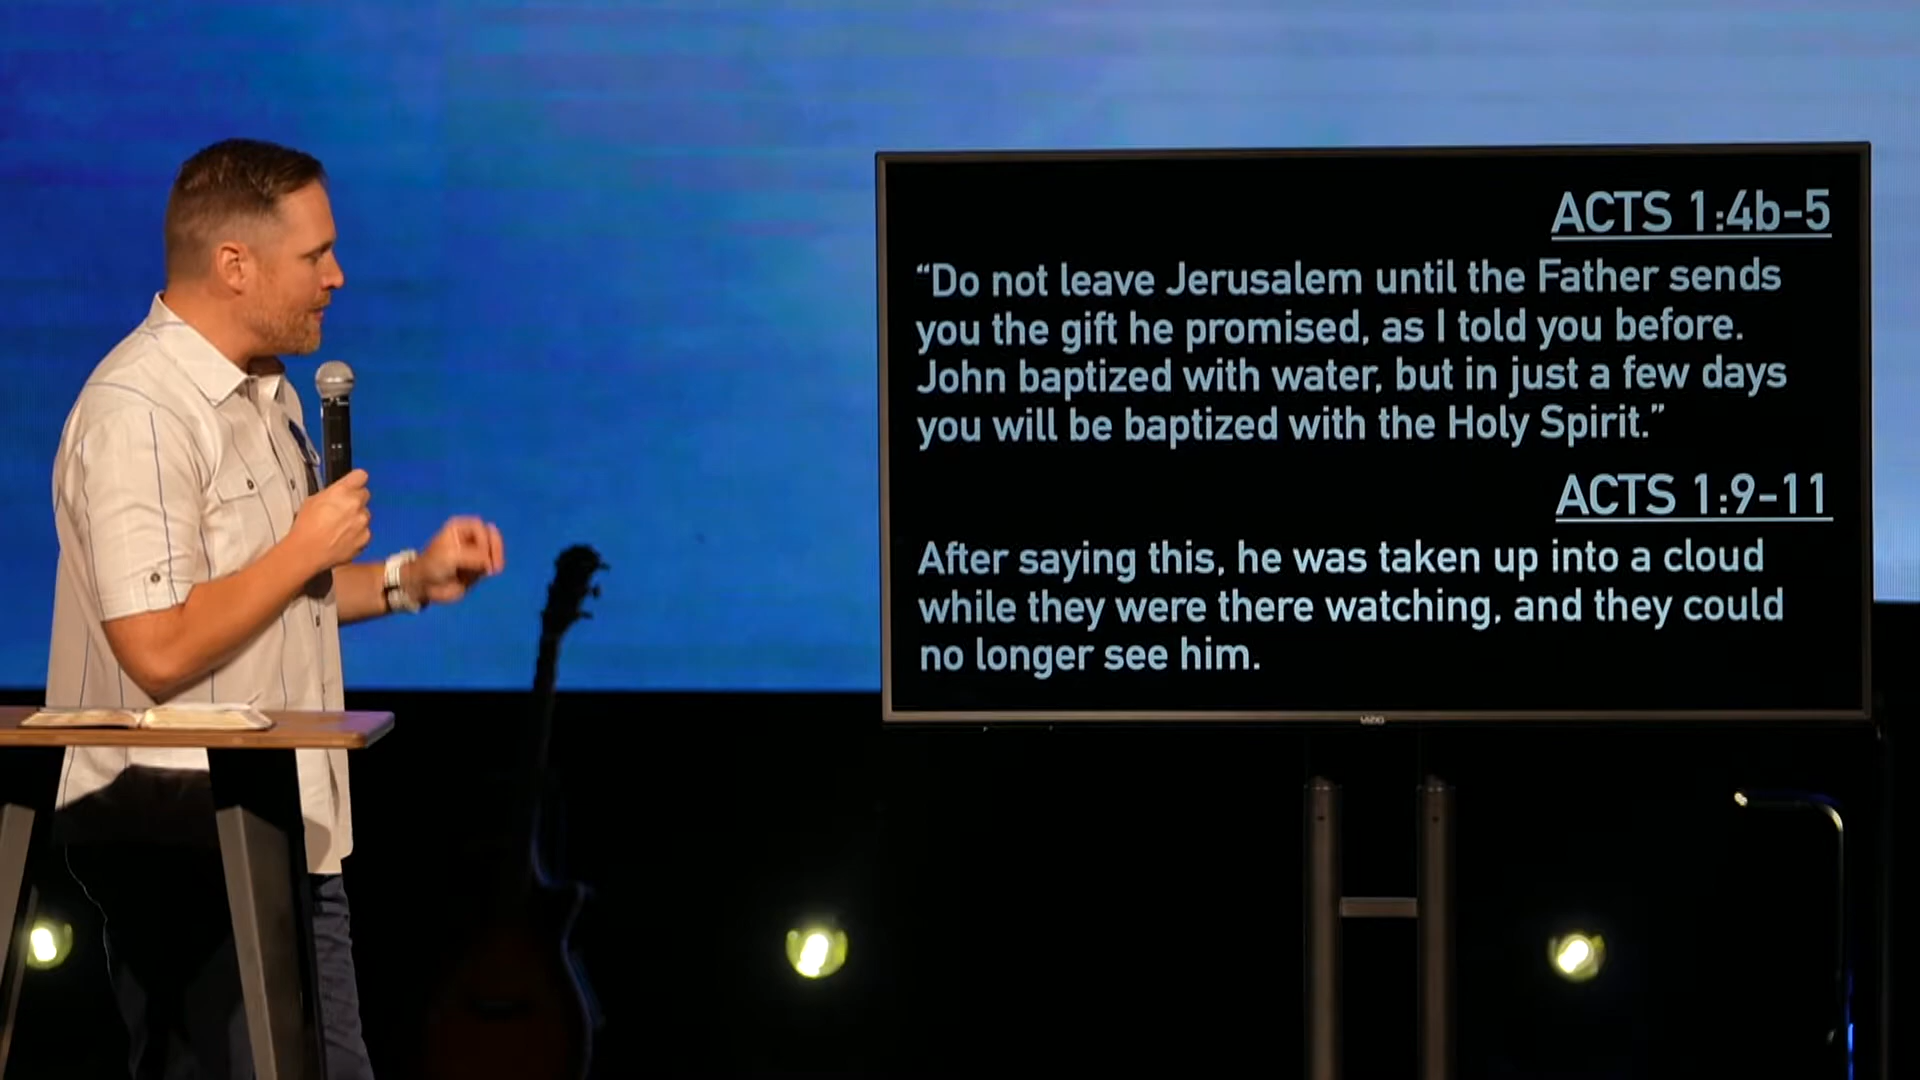 ACTS 1:4b-5
“Do not leave Jerusalem until the Father sends
you the gift he promised, as I told you before.
John baptized with water, but in just a few days
you will be baptized with the Holy Spirit.”
ACTS 1:9-11
After saying this, he was taken up into a cloud
while they were there watching, and they could
no longer see him.
VIZIO